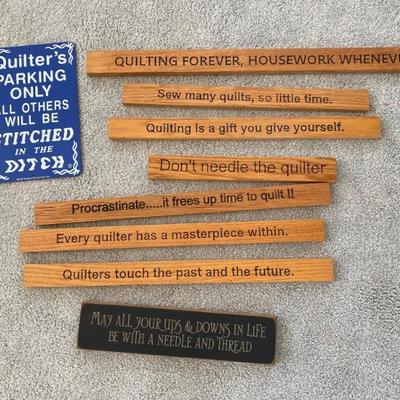 Quilter's
PARKING
ONLY
ALL OTHERS
WILL BE
STITCHED
IN THE
DITCH
QUILTING FOREVER, HOUSEWORK WHENEVE
Sew many quilts, so little time.
Quilting is a gift you give yourself.
Don't needle the quilter
Procrastinate.....it frees up time to quilt !!
Every quilter has a masterpiece within.
Quilters touch the past and the future.
MAY ALL YOUR UPS & DOWNS IN LIFE
BE WITH A NEEDLE AND THREAD